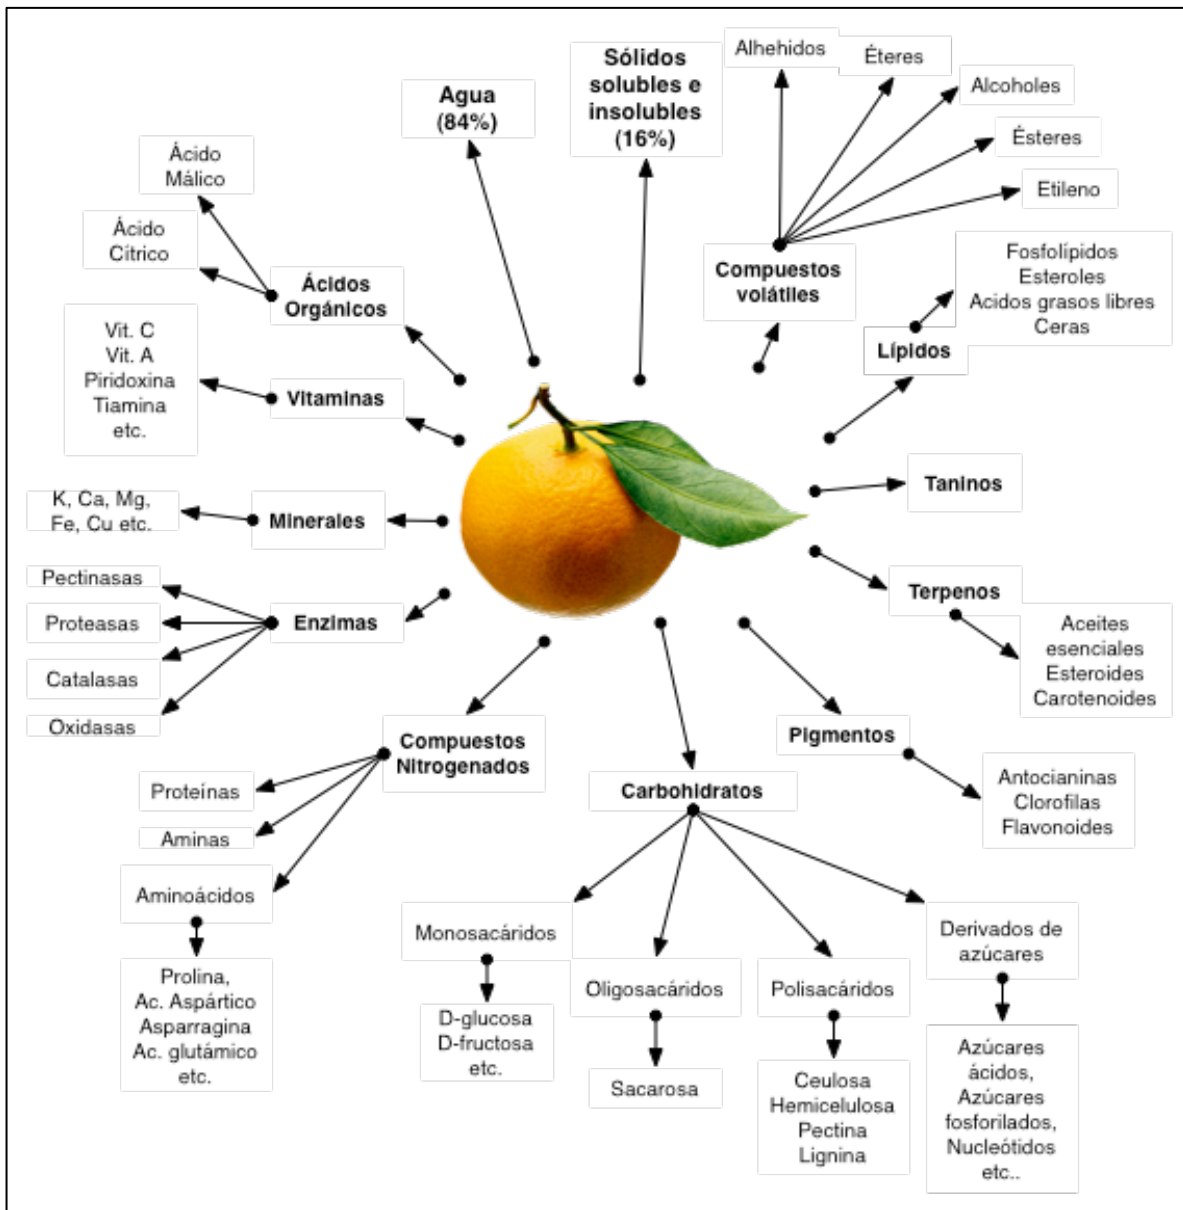 Agua
(84%)
Sólidos
solubles e
insolubles
(16%)
Alhehidos
Éteres
Alcoholes
Ésteres
Etileno
Compuestos
volátiles
Fosfolípidos
Esteroles
Acidos grasos libres
Ceras
Lípidos
Taninos
Terpenos
Aceites
esenciales
Esteroides
Carotenoides
Pigmentos
Antocianinas
Clorofilas
Flavonoides
Carbohidratos
Monosacáridos
D-glucosa
D-fructosa
etc.
Oligosacáridos
Sacarosa
Polisacáridos
Ceulosa
Hemicelulosa
Pectina
Lignina
Derivados de
azúcares
Azúcares
ácidos,
Azúcares
fosforilados,
Nucleótidos
etc..
Compuestos
Nitrogenados
Proteínas
Aminas
Aminoácidos
Prolina,
Ac. Aspártico
Asparragina
Ac. glutámico
etc.
Enzimas
Pectinasas
Proteasas
Catalasas
Oxidasas
Minerales
K, Ca, Mg,
Fe, Cu etc.
Vitaminas
Vit. C
Vit. A
Piridoxina
Tiamina
etc.
Ácidos
Orgánicos
Ácido
Cítrico
Ácido
Málico